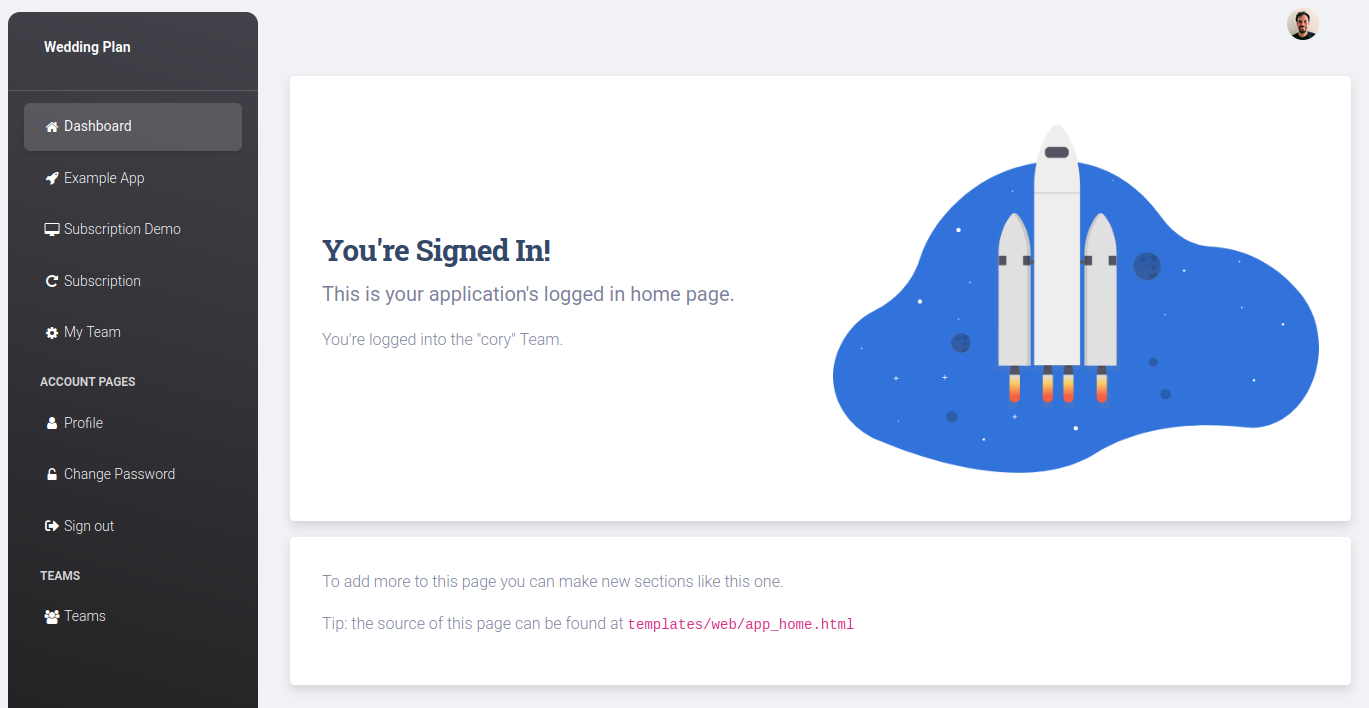 Wedding Plan
Dashboard
Example App
Subscription Demo
Subscription
My Team
ACCOUNT PAGES
Profile
Change Password
Sign out
TEAMS
Teams
You're Signed In!
This is your application's logged in home page.
You're logged into the "cory" Team.
To add more to this page you can make new sections like this one.
Tip: the source of this page can be found at templates/web/app_home.html